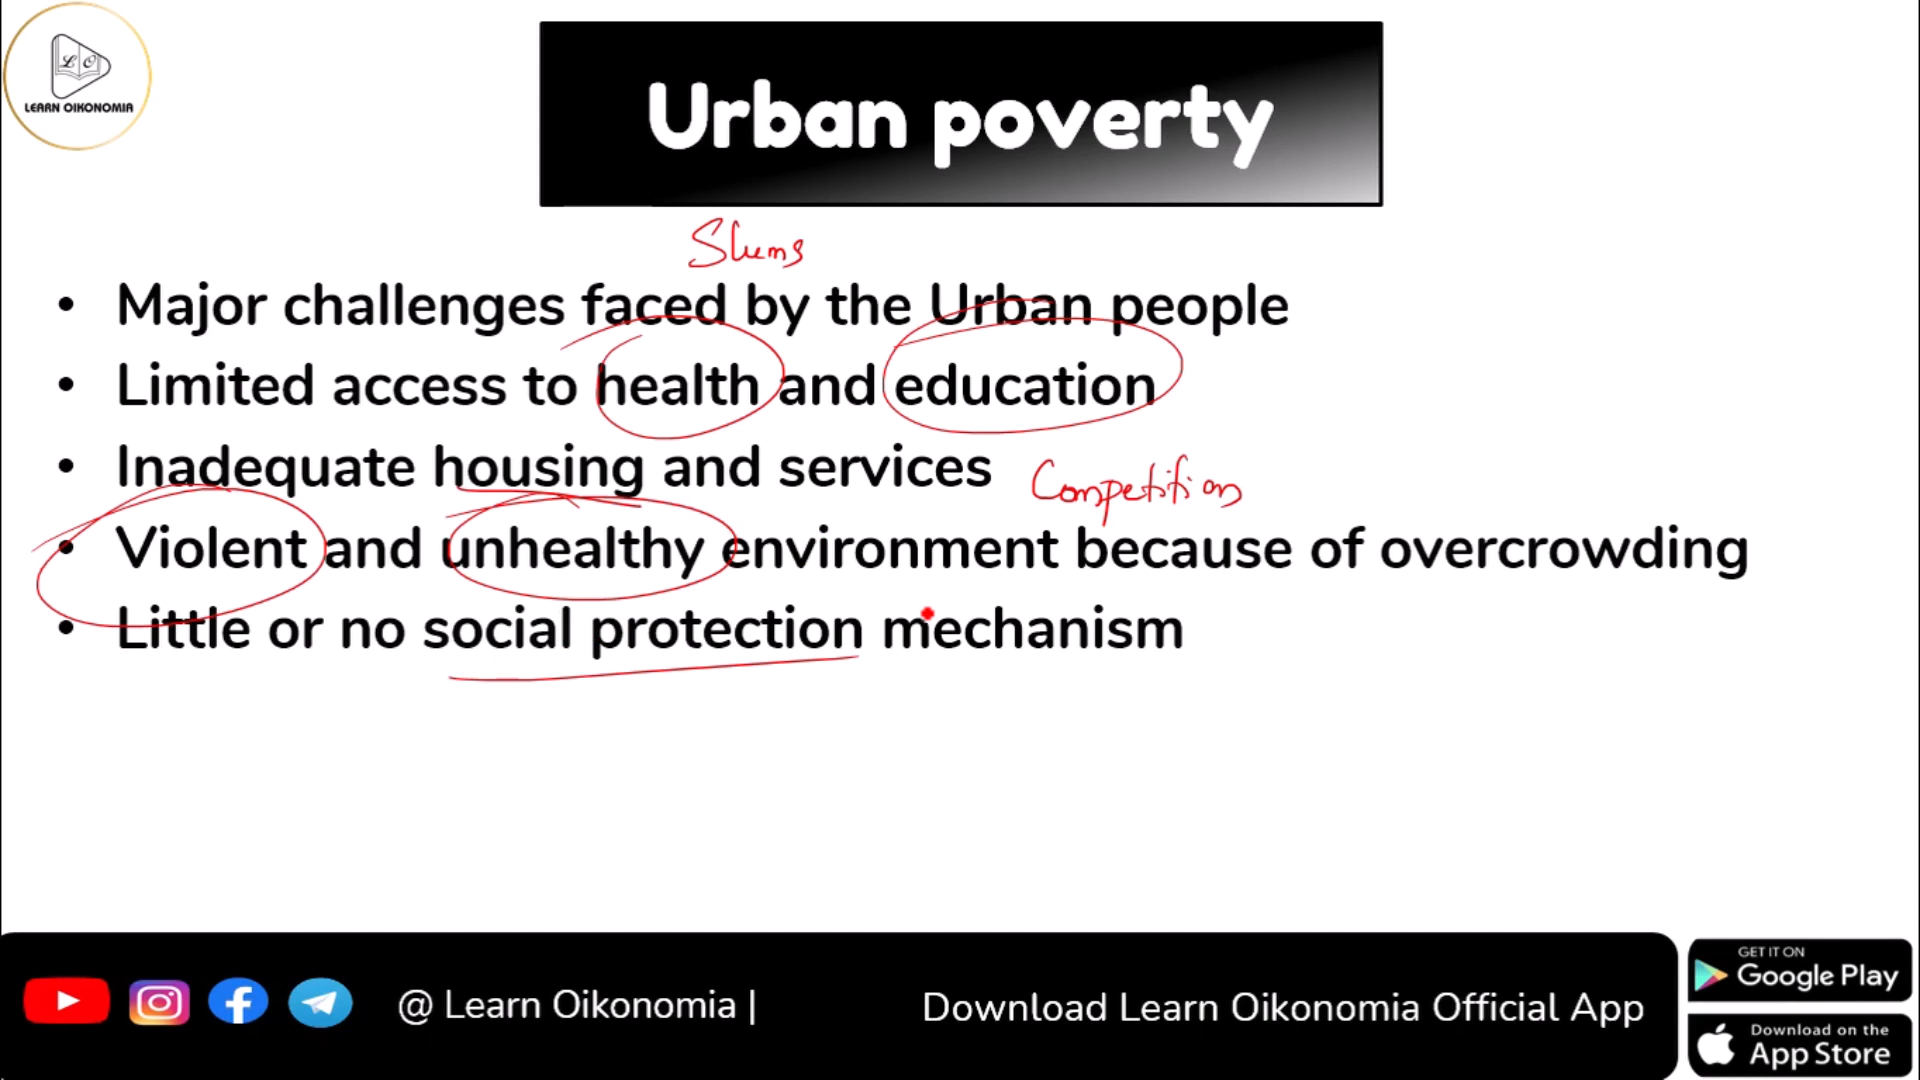 LO
LEARN OIKONOMIA
Urban poverty
Slums
• Major challenges faced by the Urban people
• Limited access to health and education
• Inadequate housing and services
Competition
• Violent and unhealthy environment because of overcrowding
• Little or no social protection mechanism
@ Learn Oikonomia |
Download Learn Oikonomia Official App
GET IT ON
Google Play
Download on the
App Store